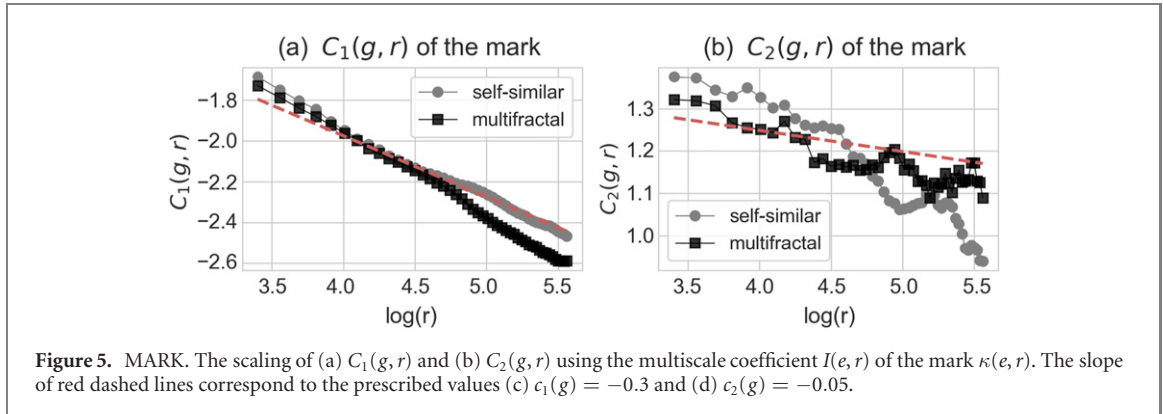 (a) C₁(g, r) of the mark
(b) C₂(g, r) of the mark
C₁(g, r)
−1.8
−2.0
−2.2
−2.4
−2.6
self-similar
multifractal
3.5 4.0 4.5 5.0 5.5
log(r)
C₂(g, r)
1.3
1.2
1.1
1.0
self-similar
multifractal
3.5 4.0 4.5 5.0 5.5
log(r)
Figure 5. MARK. The scaling of (a) C₁(g, r) and (b) C₂(g, r) using the multiscale coefficient I(e, r) of the mark κ(e, r). The slope
of red dashed lines correspond to the prescribed values (c) c₁(g) = −0.3 and (d) c₂(g) = −0.05.